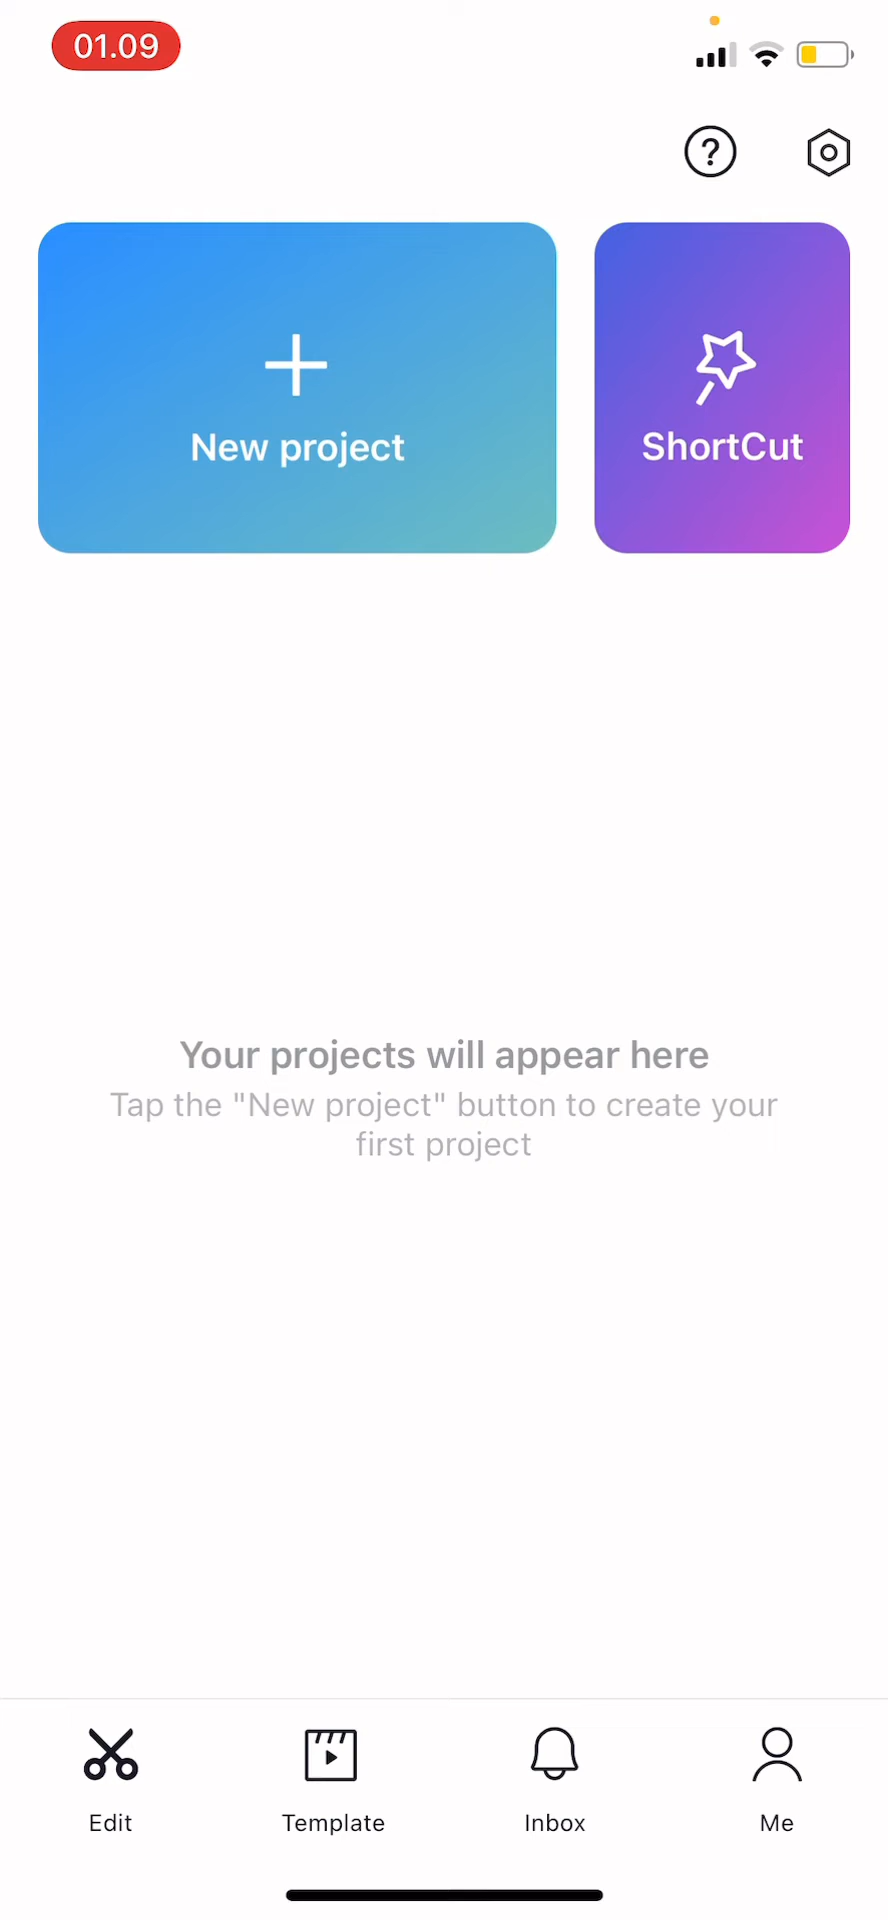 01.09
New project
ShortCut
Your projects will appear here
Tap the "New project" button to create your
first project
Edit
Template
Inbox
Me